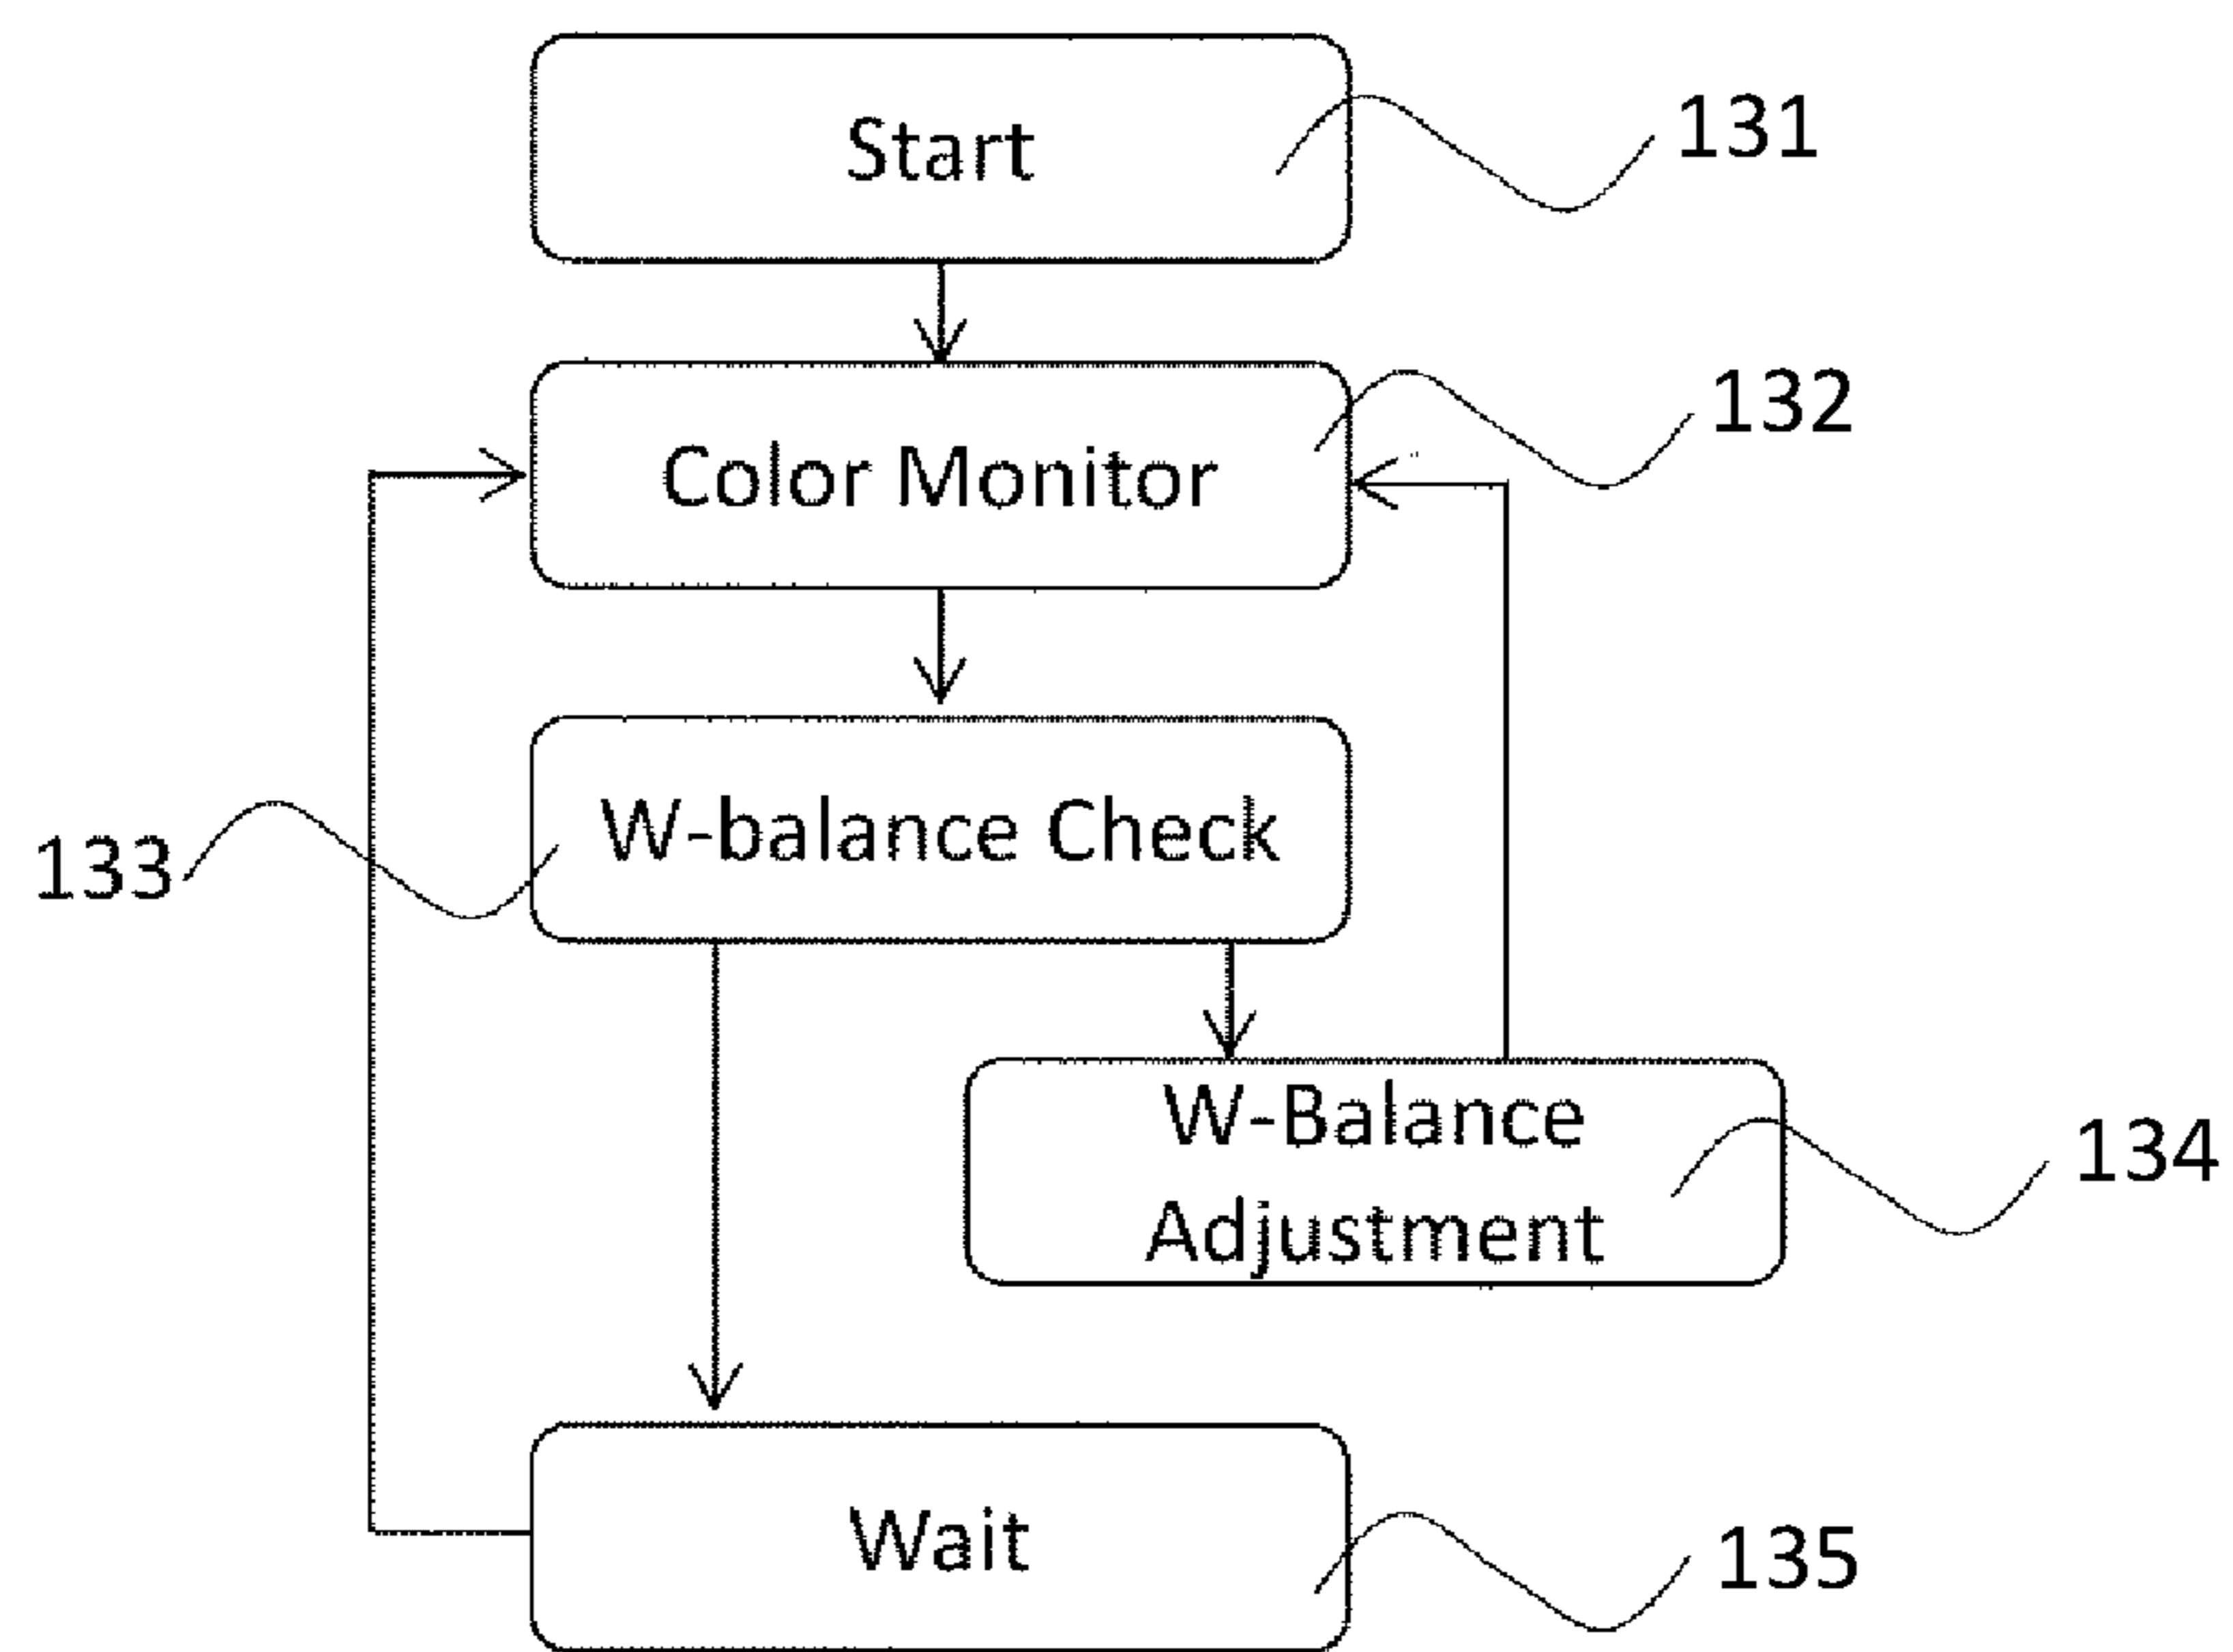 Start
131
Color Monitor
132
W-balance Check
133
W-Balance
Adjustment
134
Wait
135